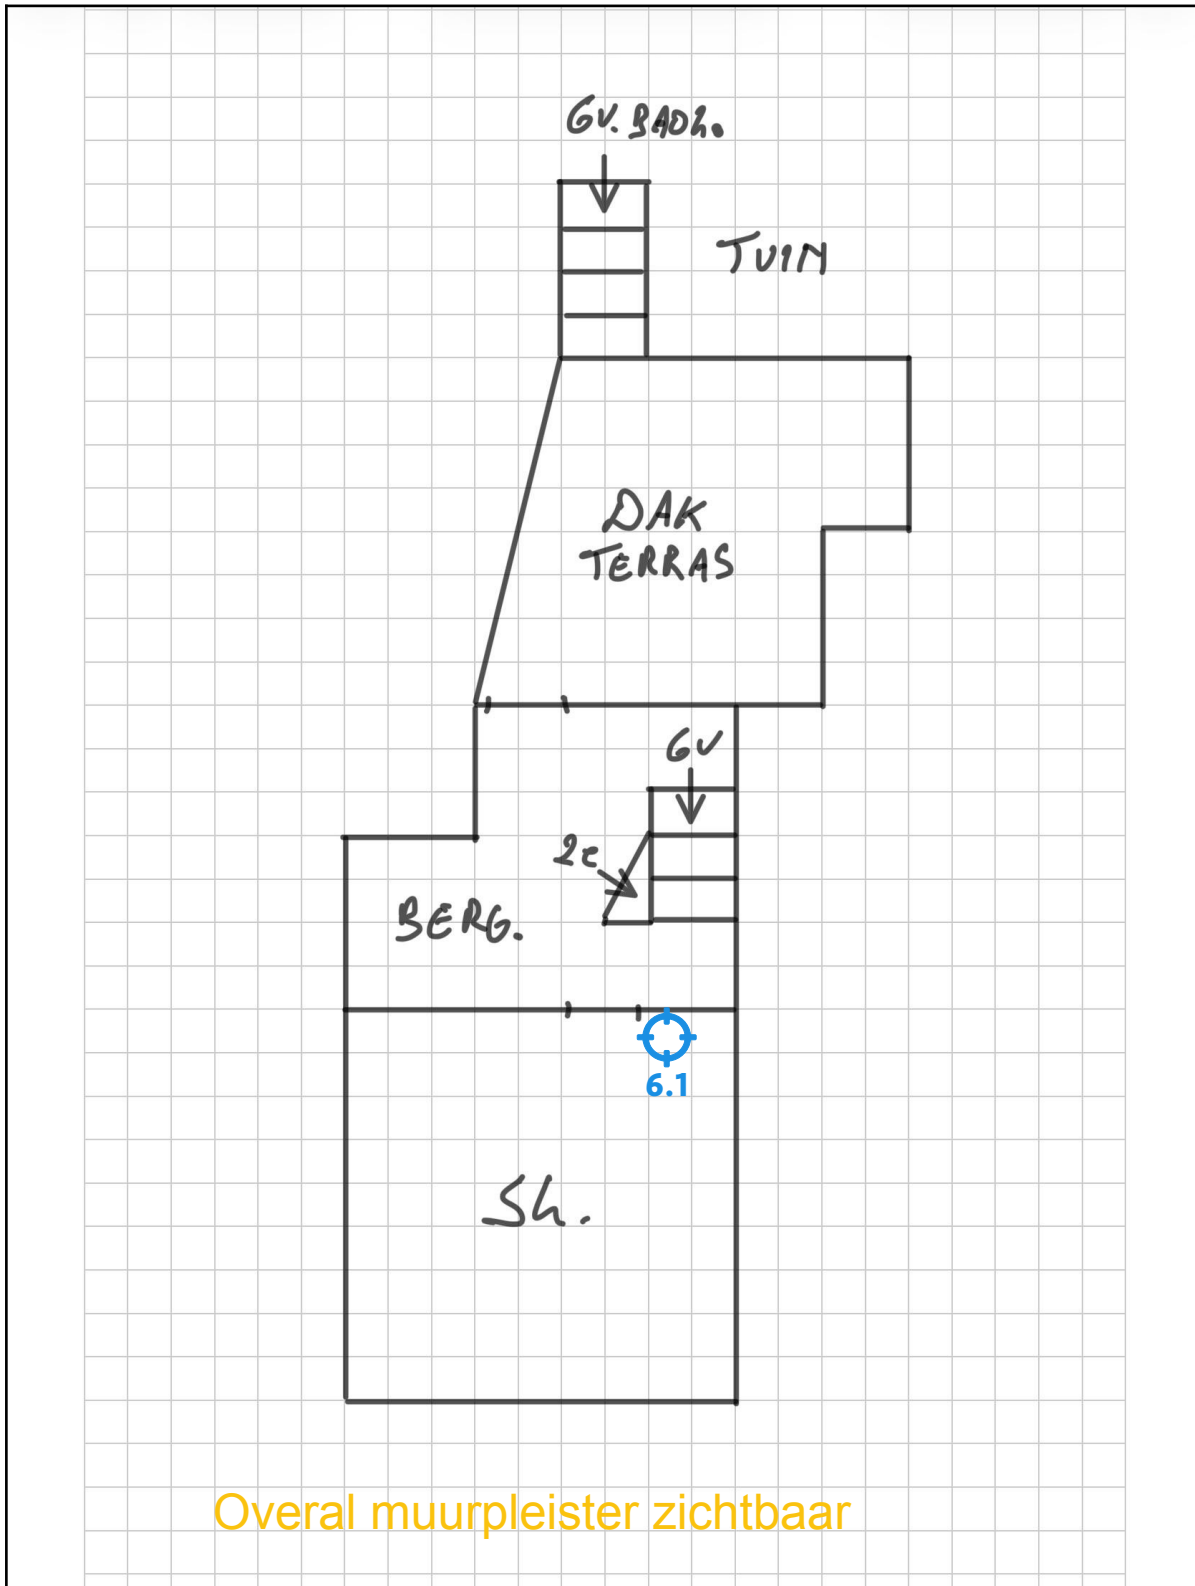 GV. BADK.
TUIN
DAK
TERRAS
GV
2e
BERG.
6.1
Sk.
Overal muurpleister zichtbaar